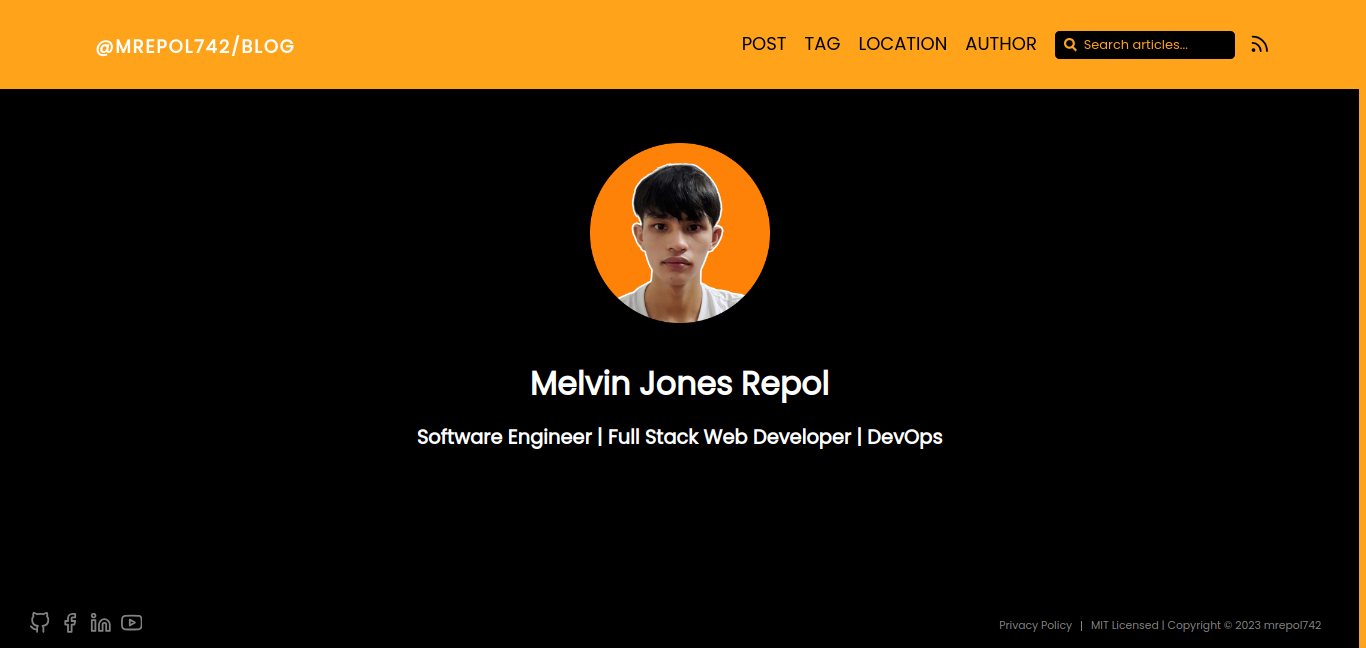 @MREPOL742/BLOG
POST TAG LOCATION AUTHOR Search articles...
Melvin Jones Repol
Software Engineer | Full Stack Web Developer | DevOps
Privacy Policy | MIT Licensed | Copyright © 2023 mrepol742